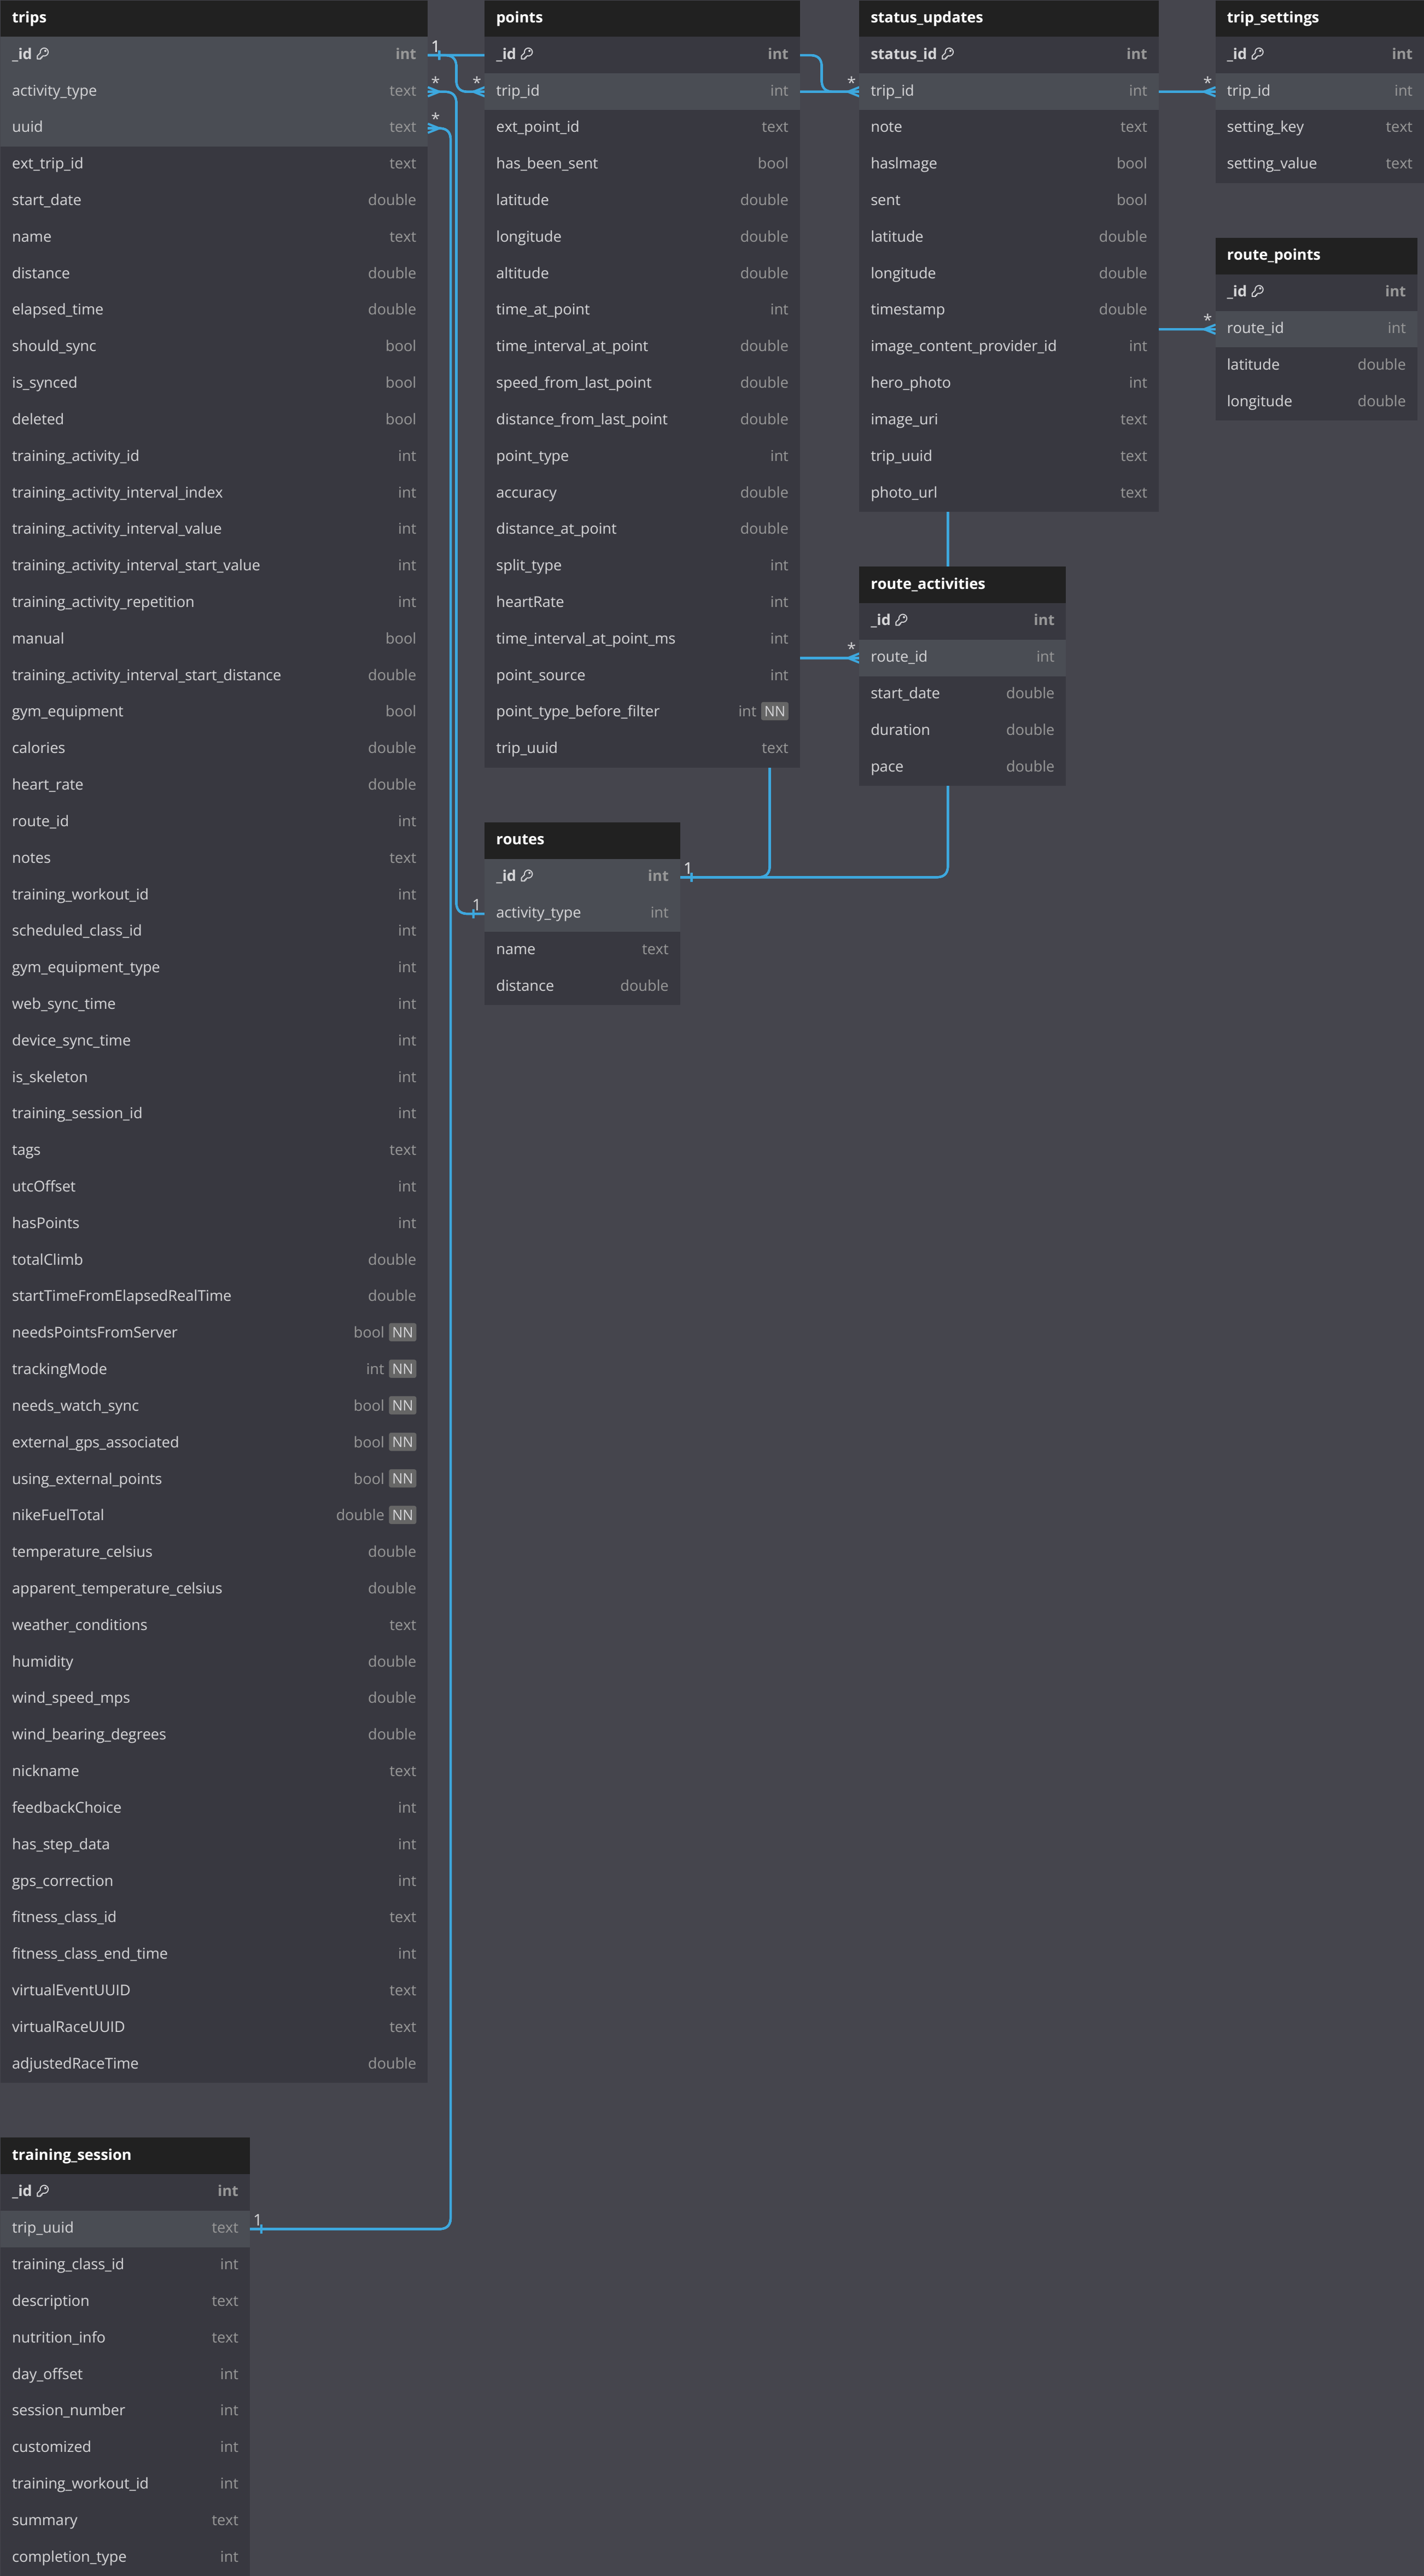 trips
_id int
activity_type text
uuid text
ext_trip_id text
start_date double
name text
distance double
elapsed_time double
should_sync bool
is_synced bool
deleted bool
training_activity_id int
training_activity_interval_index int
training_activity_interval_value int
training_activity_interval_start_value int
training_activity_repetition int
manual bool
training_activity_interval_start_distance double
gym_equipment bool
calories double
heart_rate double
route_id int
notes text
training_workout_id int
scheduled_class_id int
gym_equipment_type int
web_sync_time int
device_sync_time int
is_skeleton int
training_session_id int
tags text
utcOffset int
hasPoints int
totalClimb double
startTimeFromElapsedRealTime double
needsPointsFromServer bool NN
trackingMode int NN
needs_watch_sync bool NN
external_gps_associated bool NN
using_external_points bool NN
nikeFuelTotal double NN
temperature_celsius double
apparent_temperature_celsius double
weather_conditions text
humidity double
wind_speed_mps double
wind_bearing_degrees double
nickname text
feedbackChoice int
has_step_data int
gps_correction int
fitness_class_id text
fitness_class_end_time int
virtualEventUUID text
virtualRaceUUID text
adjustedRaceTime double
1
*
*
points
_id int
* trip_id int
ext_point_id text
has_been_sent bool
latitude double
longitude double
altitude double
time_at_point int
time_interval_at_point double
speed_from_last_point double
distance_from_last_point double
point_type int
accuracy double
distance_at_point double
split_type int
heartRate int
time_interval_at_point_ms int
point_source int
point_type_before_filter int NN
trip_uuid text
status_updates
status_id int
* trip_id int
note text
hasImage bool
sent bool
latitude double
longitude double
timestamp double
image_content_provider_id int
hero_photo int
image_uri text
trip_uuid text
photo_url text
trip_settings
_id int
* trip_id int
setting_key text
setting_value text
route_points
_id int
* route_id int
latitude double
longitude double
route_activities
_id int
* route_id int
start_date double
duration double
pace double
routes
_id int 1
1 activity_type int
name text
distance double
training_session
_id int
trip_uuid text 1
training_class_id int
description text
nutrition_info text
day_offset int
session_number int
customized int
training_workout_id int
summary text
completion_type int